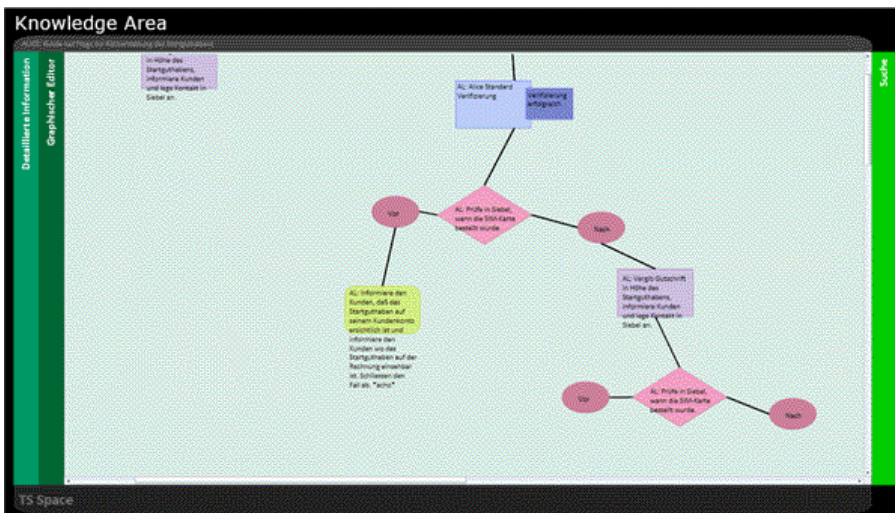 Knowledge Area
Detaillierte Information
Graphischer Editor
Suche
in Höhe des
Startguthabens,
informiere Kunden
und lege Kontakt in
Siebel an.
AL: Alice Standard
Verifizierung
Verifizierung
erfolgreich
Vor
AL: Prüfe in Siebel,
wann die SIM-Karte
bestellt wurde.
Nach
AL: Informiere den
Kunden, daß das
Startguthaben auf
seinem Kundenkonto
ersichtlich ist und
informiere den
Kunden wo das
Startguthaben auf der
Rechnung einsehbar
ist. Schliessen den
Fall ab. "echo"
AL: Vergib Gutschrift
in Höhe des
Startguthabens,
informiere Kunden
und lege Kontakt in
Siebel an.
Vor
AL: Prüfe in Siebel,
wann die SIM-Karte
bestellt wurde.
Nach
TS Space